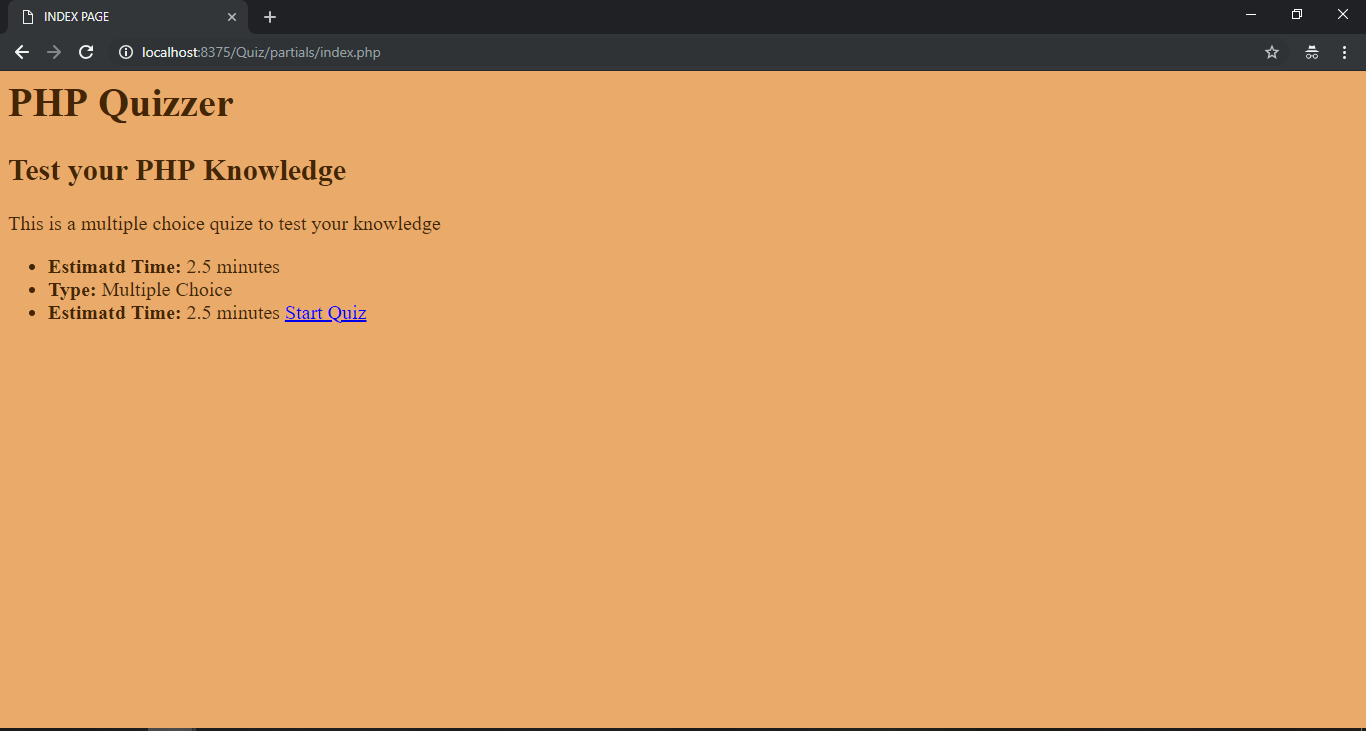 INDEX PAGE
localhost:8375/Quiz/partials/index.php
PHP Quizzer
Test your PHP Knowledge
This is a multiple choice quize to test your knowledge
Estimatd Time: 2.5 minutes
Type: Multiple Choice
Estimatd Time: 2.5 minutes Start Quiz